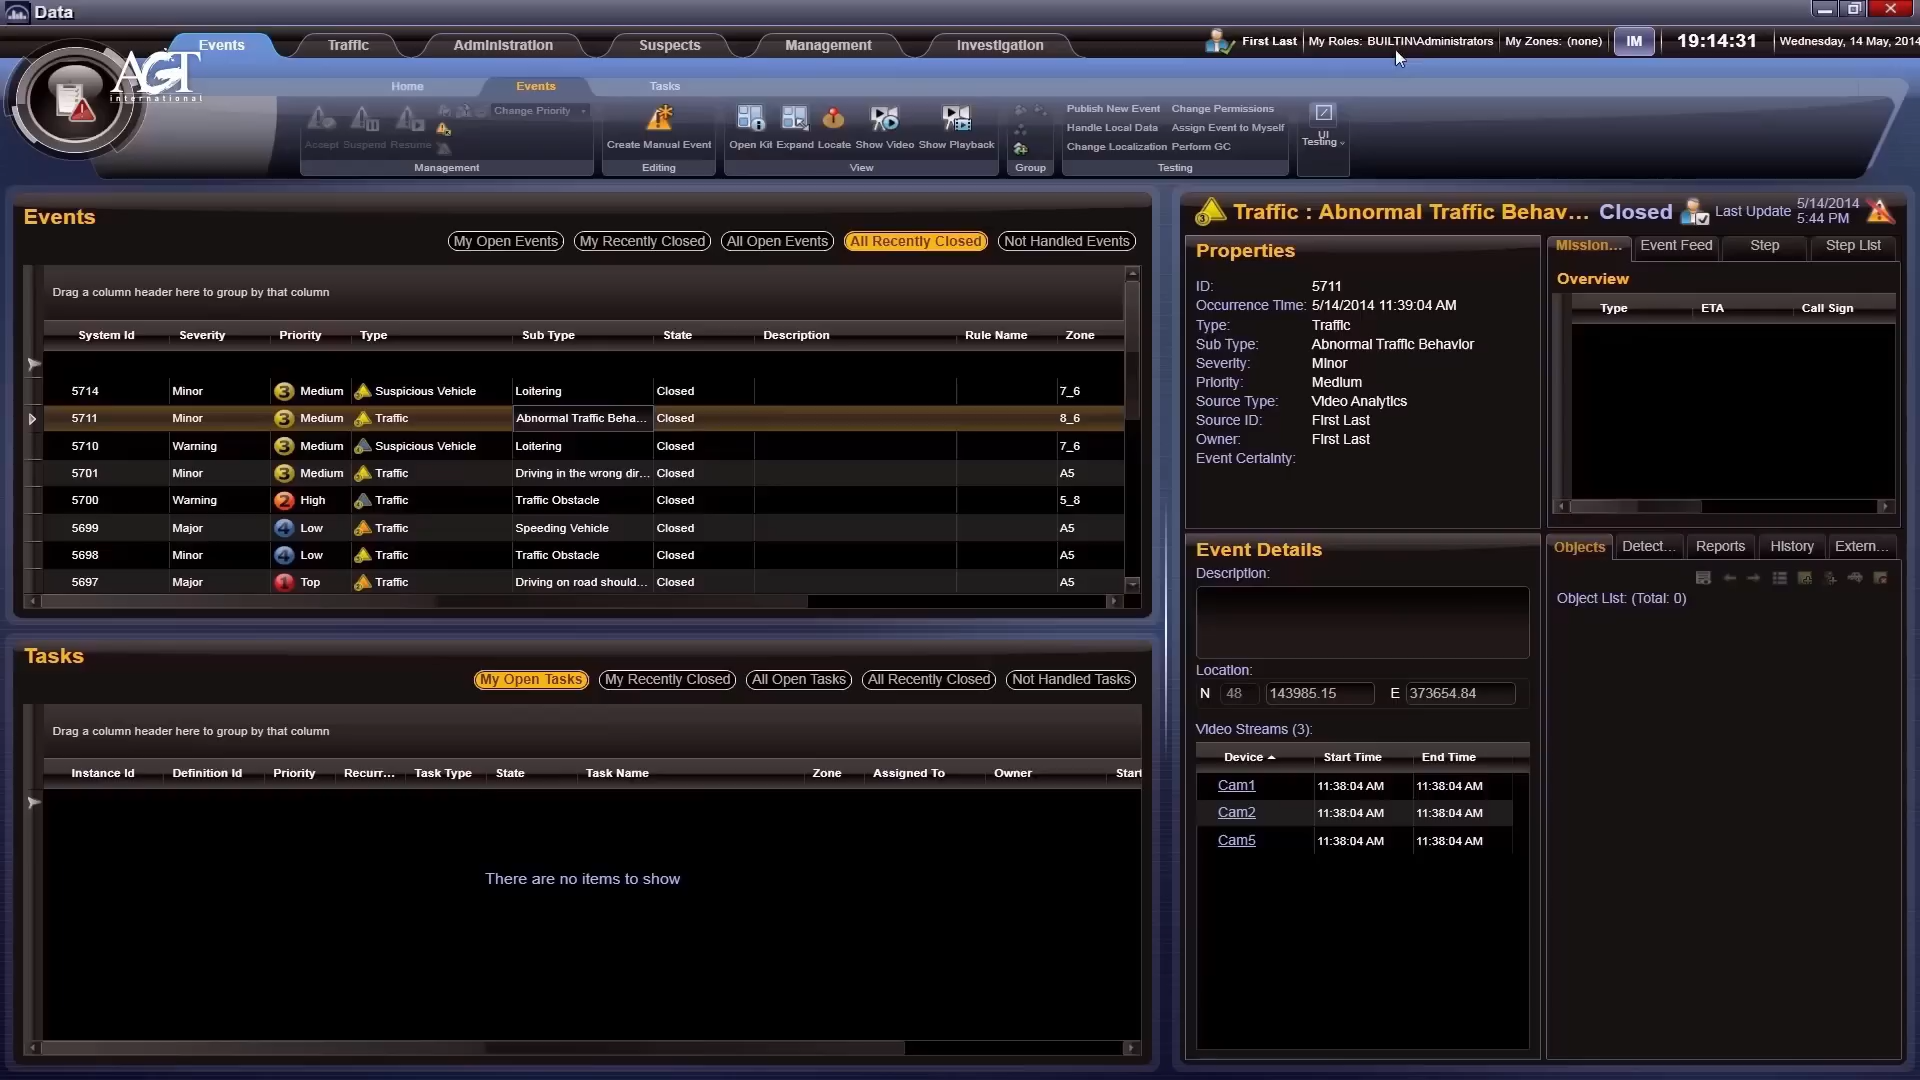 Data
Events Traffic Administration Suspects Management Investigation
First Last My Roles: BUILTIN\Administrators My Zones: (none) IM 19:14:31 Wednesday, 14 May, 2014
AGT
international
Home Events Tasks
Change Priority
Accept Suspend Resume
Management
Create Manual Event
Editing
Open Kit Expand Locate Show Video Show Playback
View
Group
Publish New Event Change Permissions
Handle Local Data Assign Event to Myself
Change Localization Perform GC
Testing
UI
Testing
Events
My Open Events My Recently Closed All Open Events All Recently Closed Not Handled Events
Drag a column header here to group by that column
System Id Severity Priority Type Sub Type State Description Rule Name Zone
5714 Minor 3 Medium Suspicious Vehicle Loitering Closed 7_6
5711 Minor 3 Medium Traffic Abnormal Traffic Beha... Closed 8_6
5710 Warning 3 Medium Suspicious Vehicle Loitering Closed 7_6
5701 Minor 3 Medium Traffic Driving in the wrong dir... Closed A5
5700 Warning 2 High Traffic Traffic Obstacle Closed 5_8
5699 Major 4 Low Traffic Speeding Vehicle Closed A5
5698 Minor 4 Low Traffic Traffic Obstacle Closed A5
5697 Major 1 Top Traffic Driving on road should... Closed A5
Tasks
My Open Tasks My Recently Closed All Open Tasks All Recently Closed Not Handled Tasks
Drag a column header here to group by that column
Instance Id Definition Id Priority Recurr... Task Type State Task Name Zone Assigned To Owner Start
There are no items to show
Traffic : Abnormal Traffic Behav... Closed Last Update 5/14/2014
5:44 PM
Properties
ID: 5711
Occurrence Time: 5/14/2014 11:39:04 AM
Type: Traffic
Sub Type: Abnormal Traffic Behavior
Severity: Minor
Priority: Medium
Source Type: Video Analytics
Source ID: First Last
Owner: First Last
Event Certainty:
Mission... Event Feed Step Step List
Overview
Type ETA Call Sign
Event Details
Description:
Location:
N 48 143985.15 E 373654.84
Video Streams (3):
Device Start Time End Time
Cam1 11:38:04 AM 11:38:04 AM
Cam2 11:38:04 AM 11:38:04 AM
Cam5 11:38:04 AM 11:38:04 AM
Objects Detect... Reports History Extern...
Object List: (Total: 0)